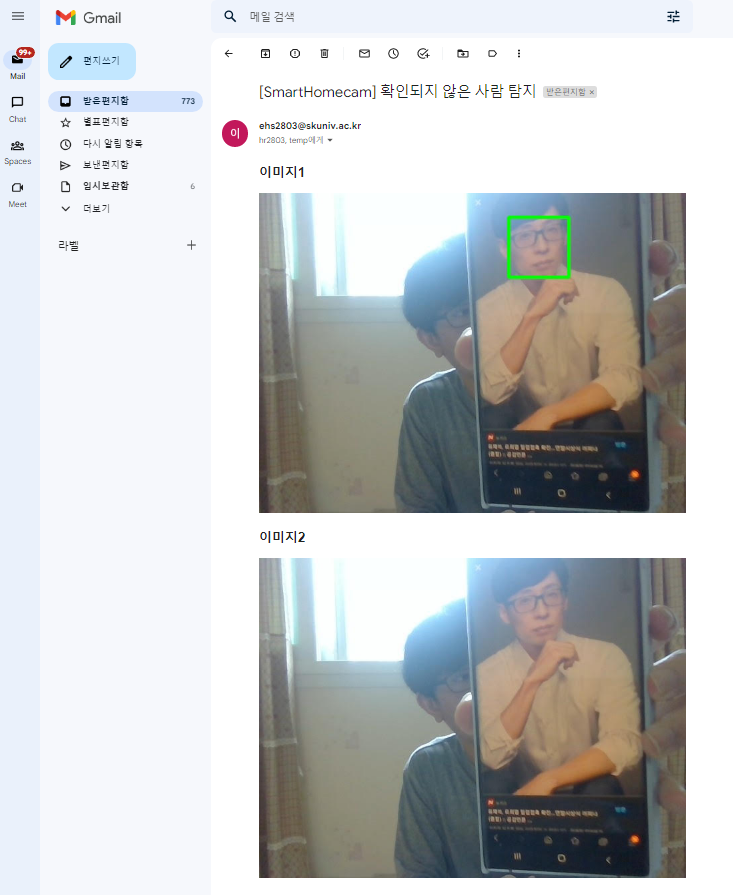 Gmail
메일 검색
99+
Mail
Chat
Spaces
Meet
편지쓰기
받은편지함 773
별표편지함
다시 알림 항목
보낸편지함
임시보관함 6
더보기
라벨
[SmartHomecam] 확인되지 않은 사람 탐지 받은편지함 ×
이
ehs2803@skuniv.ac.kr
hr2803, temp에게
이미지1
이미지2